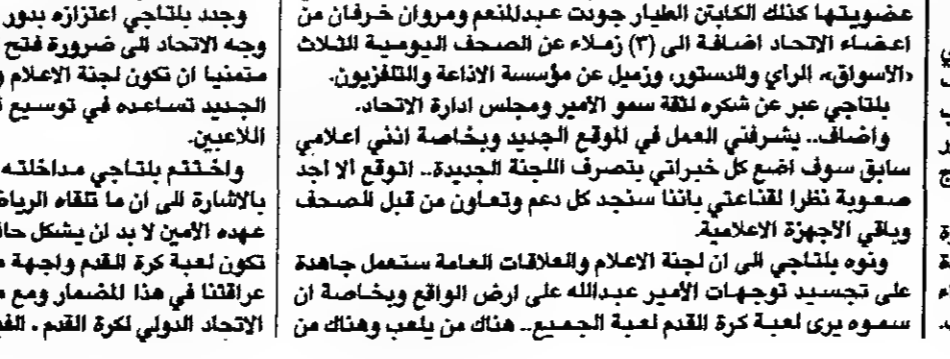 عضويتها كذلك الكابتن الطيار جودت عبدالمنعم ومروان خرفان من
اعضاء الاتحاد اضافة الى (٣) زملاء عن الصحف اليومية الثلاث
«الاسواق»، الرأي والدستور، وزميل عن مؤسسة الاذاعة والتلفزيون.
بلتاجي عبر عن شكره لثقة سمو الامير ومجلس ادارة الاتحاد.
واضاف.. يشرفني العمل في الموقع الجديد وبخاصة انني اعلامي
سابق سوف اضع كل خبراتي بتصرف اللجنة الجديدة.. اتوقع الا اجد
صعوبة نظرا لقناعتي باننا سنجد كل دعم وتعاون من قبل الصحف
وباقي الاجهزة الاعلامية.
ونوه بلتاجي الى ان لجنة الاعلام والعلاقات العامة ستعمل جاهدة
على تجسيد توجهات الامير عبدالله على ارض الواقع وبخاصة ان
سموه يرى لعبة كرة القدم لعبة الجميع.. هناك من يلعب وهناك من
وجدد بلتاجي اعتزازه بدور
وجه الاتحاد الى ضرورة فتح
متمنيا ان تكون لجنة الاعلام
الجديد تساعده في توسيع
اللاعبين.
واختتم بلتاجي مداخلته
بالاشارة الى ان ما تلقاه
عهده الامين لا بد ان يشكل
تكون لعبة كرة القدم واجهة
عراقتنا في هذا المضمار ومع
الاتحاد الدولي لكرة القدم.